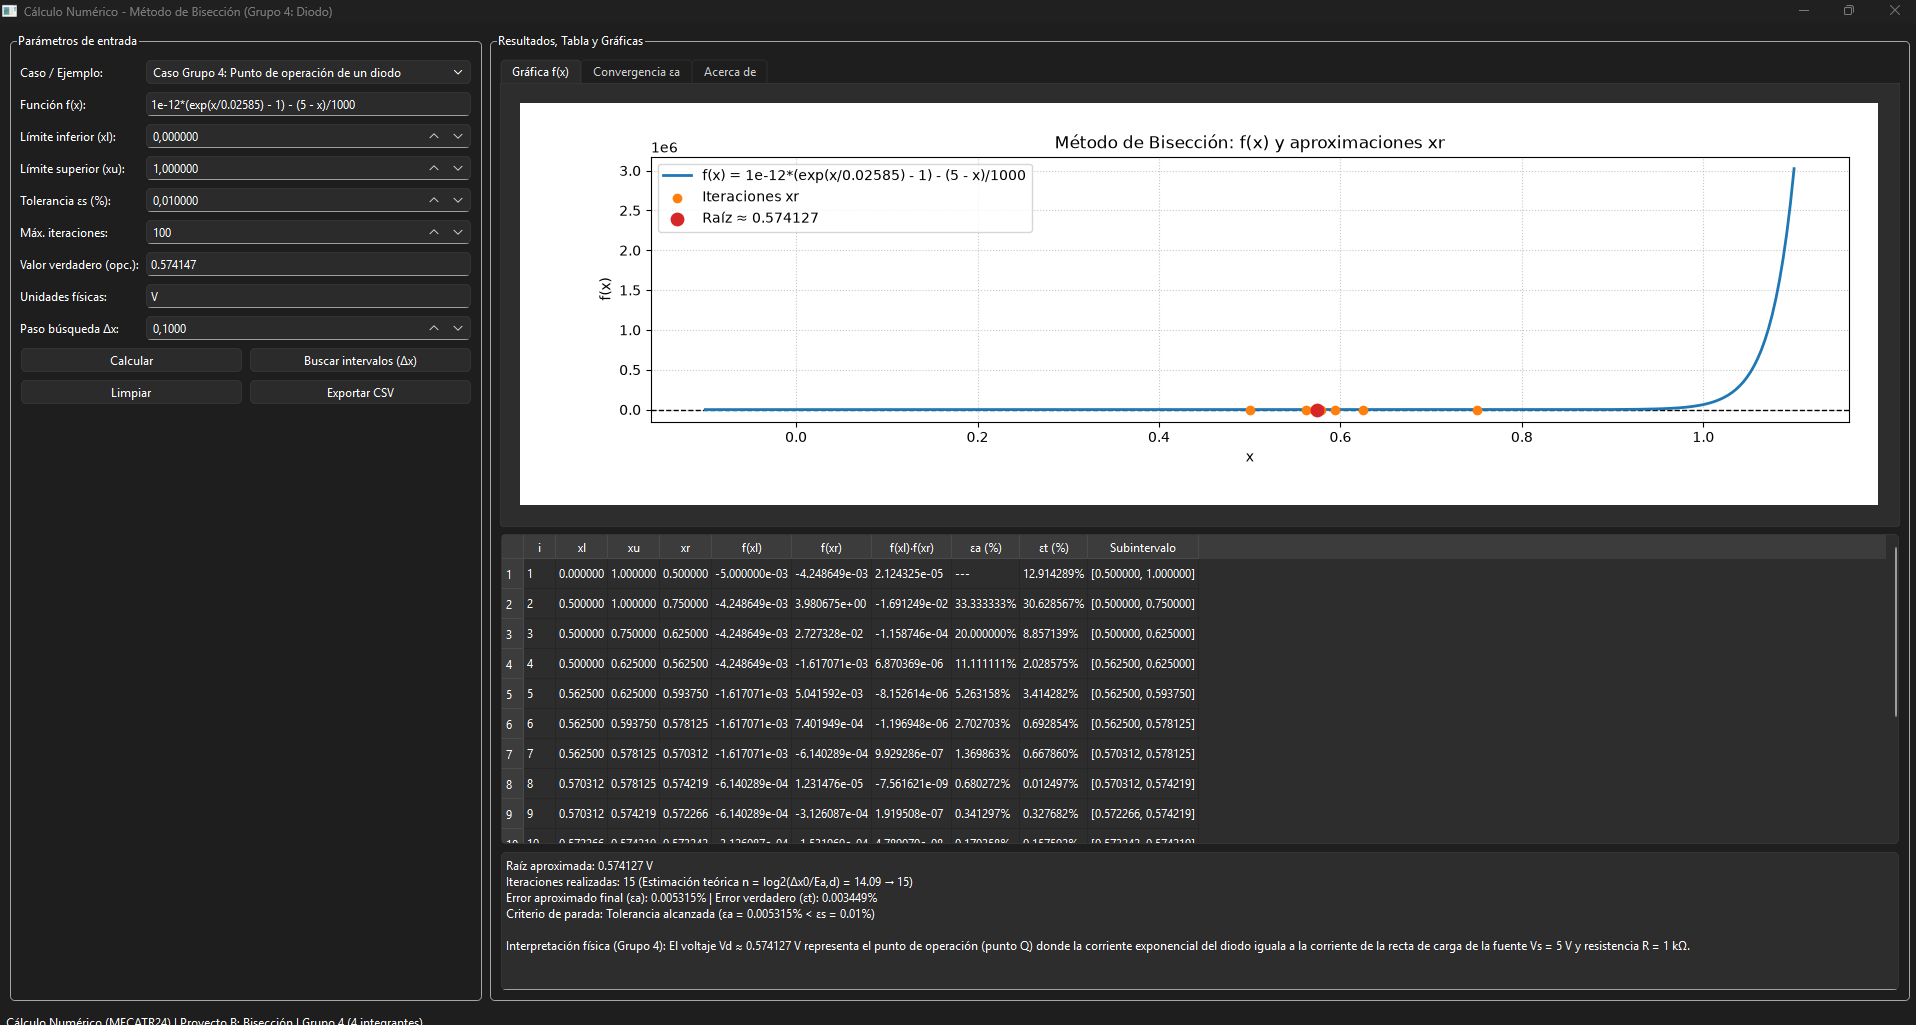 Cálculo Numérico - Método de Bisección (Grupo 4: Diodo)
Parámetros de entrada
Caso / Ejemplo: Caso Grupo 4: Punto de operación de un diodo
Función f(x): 1e-12*(exp(x/0.02585) - 1) - (5 - x)/1000
Límite inferior (xl): 0,000000
Límite superior (xu): 1,000000
Tolerancia εs (%): 0,010000
Máx. iteraciones: 100
Valor verdadero (opc.): 0.574147
Unidades físicas: V
Paso búsqueda Δx: 0,1000
Calcular Buscar intervalos (Δx)
Limpiar Exportar CSV
Resultados, Tabla y Gráficas
Gráfica f(x) Convergencia εa Acerca de
Método de Bisección: f(x) y aproximaciones xr
1e6
f(x) = 1e-12*(exp(x/0.02585) - 1) - (5 - x)/1000
Iteraciones xr
Raíz ≈ 0.574127
3.0
2.5
2.0
1.5
1.0
0.5
0.0
f(x)
0.0 0.2 0.4 0.6 0.8 1.0
x
i xl xu xr f(xl) f(xr) f(xl)·f(xr) εa (%) εt (%) Subintervalo
1 1 0.000000 1.000000 0.500000 -5.000000e-03 -4.248649e-03 2.124325e-05 --- 12.914289% [0.500000, 1.000000]
2 2 0.500000 1.000000 0.750000 -4.248649e-03 3.980675e+00 -1.691249e-02 33.333333% 30.628567% [0.500000, 0.750000]
3 3 0.500000 0.750000 0.625000 -4.248649e-03 2.727328e-02 -1.158746e-04 20.000000% 8.857139% [0.500000, 0.625000]
4 4 0.500000 0.625000 0.562500 -4.248649e-03 -1.617071e-03 6.870369e-06 11.111111% 2.028575% [0.562500, 0.625000]
5 5 0.562500 0.625000 0.593750 -1.617071e-03 5.041592e-03 -8.152614e-06 5.263158% 3.414282% [0.562500, 0.593750]
6 6 0.562500 0.593750 0.578125 -1.617071e-03 7.401949e-04 -1.196948e-06 2.702703% 0.692854% [0.562500, 0.578125]
7 7 0.562500 0.578125 0.570312 -1.617071e-03 -6.140289e-04 9.929286e-07 1.369863% 0.667860% [0.570312, 0.578125]
8 8 0.570312 0.578125 0.574219 -6.140289e-04 1.231476e-05 -7.561621e-09 0.680272% 0.012497% [0.570312, 0.574219]
9 9 0.570312 0.574219 0.572266 -6.140289e-04 -3.126087e-04 1.919508e-07 0.341297% 0.327682% [0.572266, 0.574219]
Raíz aproximada: 0.574127 V
Iteraciones realizadas: 15 (Estimación teórica n = log2(Δx0/Ea,d) = 14.09 → 15)
Error aproximado final (εa): 0.005315% | Error verdadero (εt): 0.003449%
Criterio de parada: Tolerancia alcanzada (εa = 0.005315% < εs = 0.01%)
Interpretación física (Grupo 4): El voltaje Vd ≈ 0.574127 V representa el punto de operación (punto Q) donde la corriente exponencial del diodo iguala a la corriente de la recta de carga de la fuente Vs = 5 V y resistencia R = 1 kΩ.
Cálculo Numérico (MECATR24) | Proyecto B: Bisección | Grupo 4 (4 integrantes)